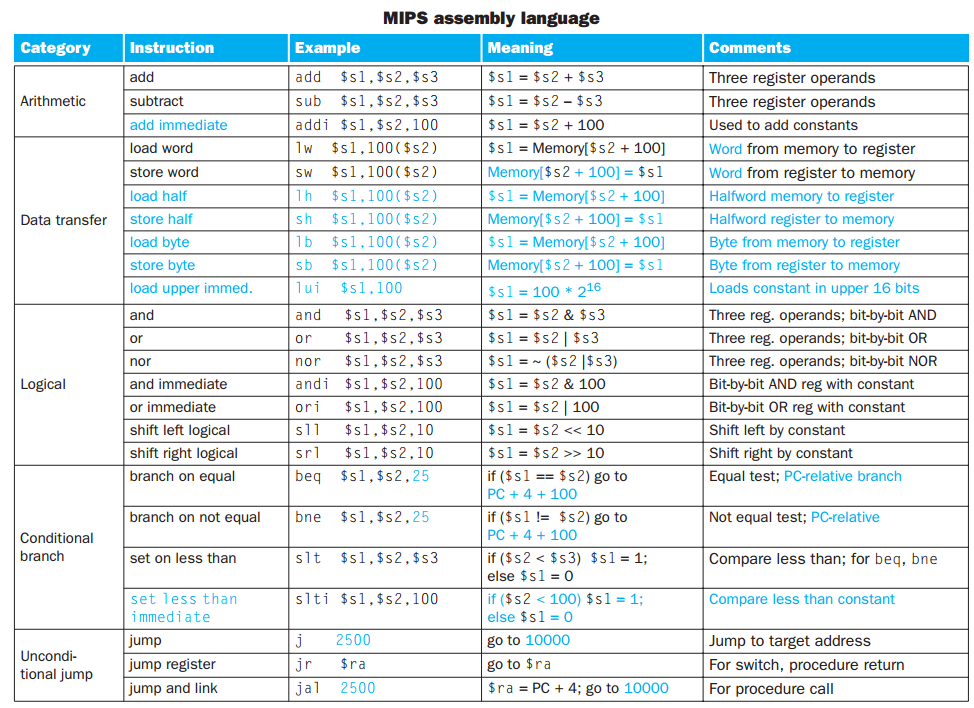 MIPS assembly language
Category Instruction Example Meaning Comments
Arithmetic
add add $s1,$s2,$s3 $s1 = $s2 + $s3 Three register operands
subtract sub $s1,$s2,$s3 $s1 = $s2 – $s3 Three register operands
add immediate addi $s1,$s2,100 $s1 = $s2 + 100 Used to add constants
Data transfer
load word lw $s1,100($s2) $s1 = Memory[$s2 + 100] Word from memory to register
store word sw $s1,100($s2) Memory[$s2 + 100] = $s1 Word from register to memory
load half lh $s1,100($s2) $s1 = Memory[$s2 + 100] Halfword memory to register
store half sh $s1,100($s2) Memory[$s2 + 100] = $s1 Halfword register to memory
load byte lb $s1,100($s2) $s1 = Memory[$s2 + 100] Byte from memory to register
store byte sb $s1,100($s2) Memory[$s2 + 100] = $s1 Byte from register to memory
load upper immed. lui $s1,100 $s1 = 100 * 2¹⁶ Loads constant in upper 16 bits
Logical
and and $s1,$s2,$s3 $s1 = $s2 & $s3 Three reg. operands; bit-by-bit AND
or or $s1,$s2,$s3 $s1 = $s2 | $s3 Three reg. operands; bit-by-bit OR
nor nor $s1,$s2,$s3 $s1 = ~ ($s2 |$s3) Three reg. operands; bit-by-bit NOR
and immediate andi $s1,$s2,100 $s1 = $s2 & 100 Bit-by-bit AND reg with constant
or immediate ori $s1,$s2,100 $s1 = $s2 | 100 Bit-by-bit OR reg with constant
shift left logical sll $s1,$s2,10 $s1 = $s2 << 10 Shift left by constant
shift right logical srl $s1,$s2,10 $s1 = $s2 >> 10 Shift right by constant
Conditional
branch
branch on equal beq $s1,$s2,25 if ($s1 == $s2) go to Equal test; PC-relative branch
PC + 4 + 100
branch on not equal bne $s1,$s2,25 if ($s1 != $s2) go to Not equal test; PC-relative
PC + 4 + 100
set on less than slt $s1,$s2,$s3 if ($s2 < $s3) $s1 = 1; Compare less than; for beq, bne
else $s1 = 0
set less than slti $s1,$s2,100 if ($s2 < 100) $s1 = 1; Compare less than constant
immediate else $s1 = 0
Uncondi-
tional jump
jump j 2500 go to 10000 Jump to target address
jump register jr $ra go to $ra For switch, procedure return
jump and link jal 2500 $ra = PC + 4; go to 10000 For procedure call